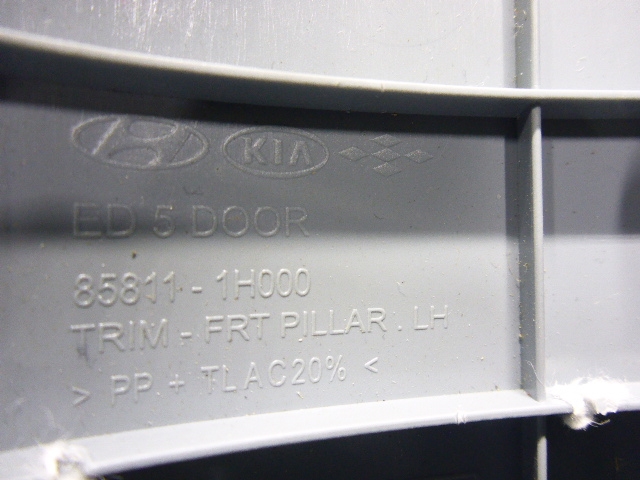 KIA
ED 5 DOOR
85811 - 1H000
TRIM - FRT PILLAR . LH
> PP + TLAC20% <